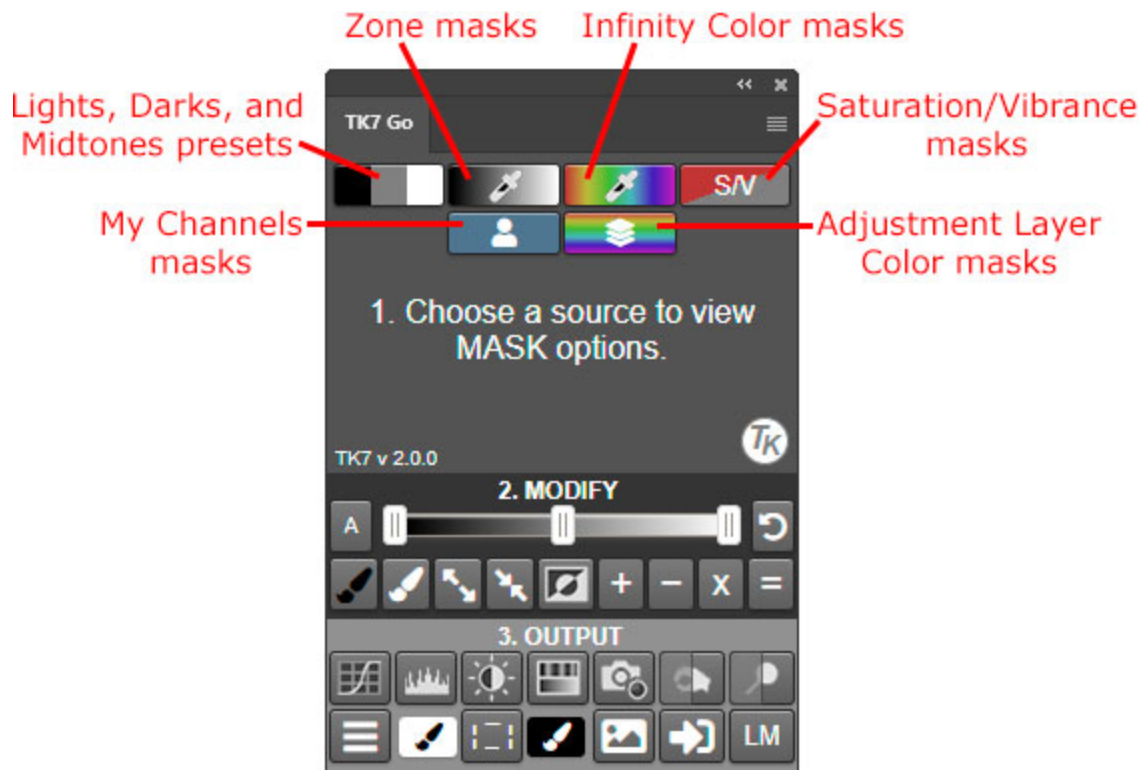 Zone masks
Infinity Color masks
Lights, Darks, and
Midtones presets
Saturation/Vibrance
masks
TK7 Go
S/V
My Channels
masks
Adjustment Layer
Color masks
1. Choose a source to view
MASK options.
TK
TK7 v 2.0.0
2. MODIFY
A
+ − X =
3. OUTPUT
LM